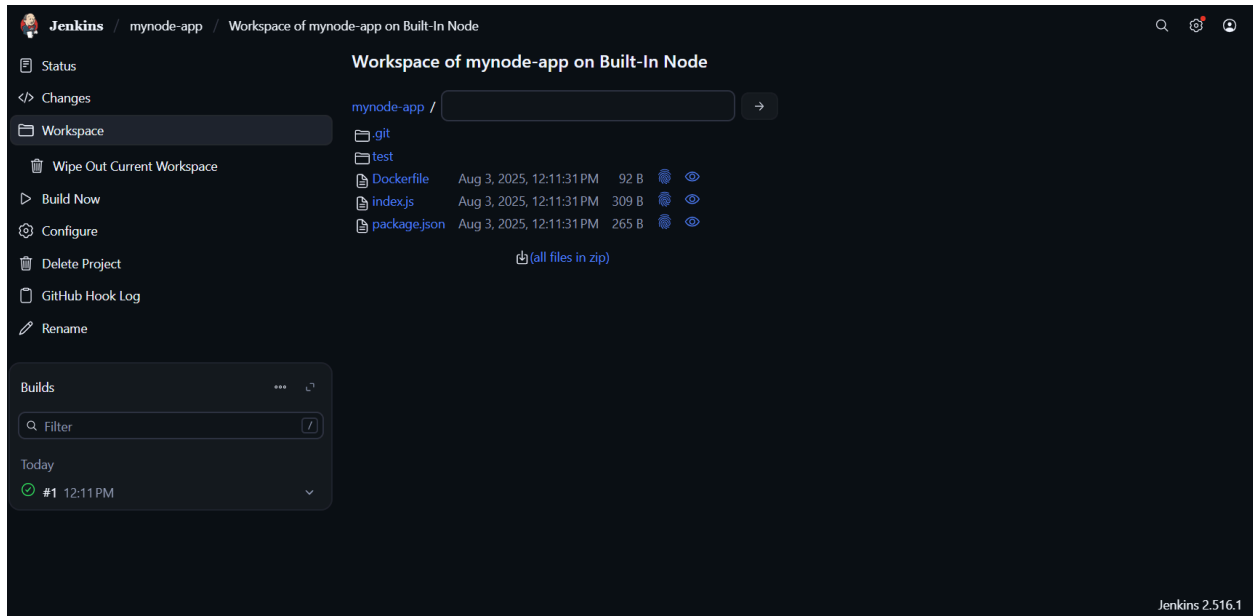 Jenkins / mynode-app / Workspace of mynode-app on Built-In Node
Status
Changes
Workspace
Wipe Out Current Workspace
Build Now
Configure
Delete Project
GitHub Hook Log
Rename
Builds
Filter /
Today
#1 12:11 PM
Workspace of mynode-app on Built-In Node
mynode-app /
.git
test
Dockerfile Aug 3, 2025, 12:11:31 PM 92 B
index.js Aug 3, 2025, 12:11:31 PM 309 B
package.json Aug 3, 2025, 12:11:31 PM 265 B
(all files in zip)
Jenkins 2.516.1